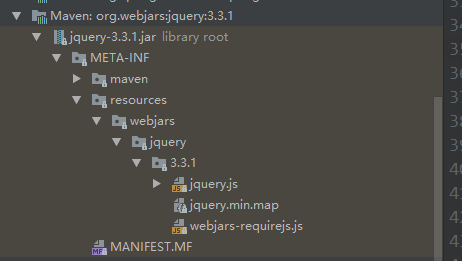 Maven: org.webjars:jquery:3.3.1
jquery-3.3.1.jar library root
META-INF
maven
resources
webjars
jquery
3.3.1
jquery.js
jquery.min.map
webjars-requirejs.js
MANIFEST.MF